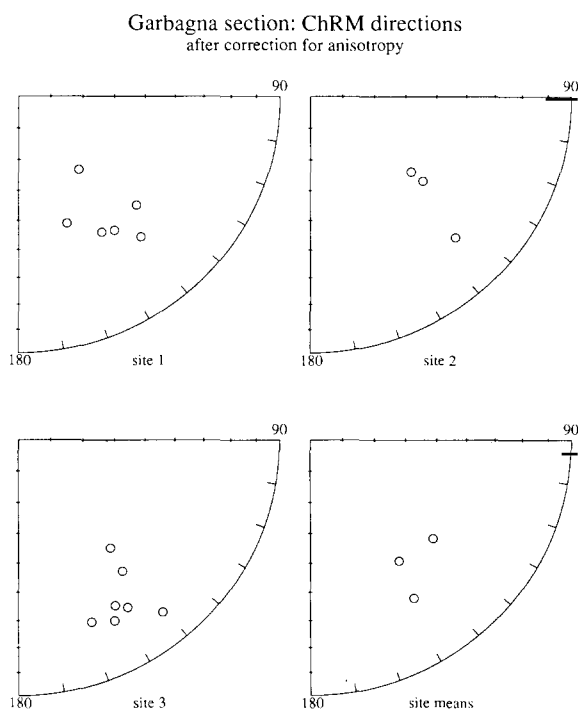 Garbagna section: ChRM directions
after correction for anisotropy
90
90
180
site 1
180
site 2
90
90
180
site 3
180
site means